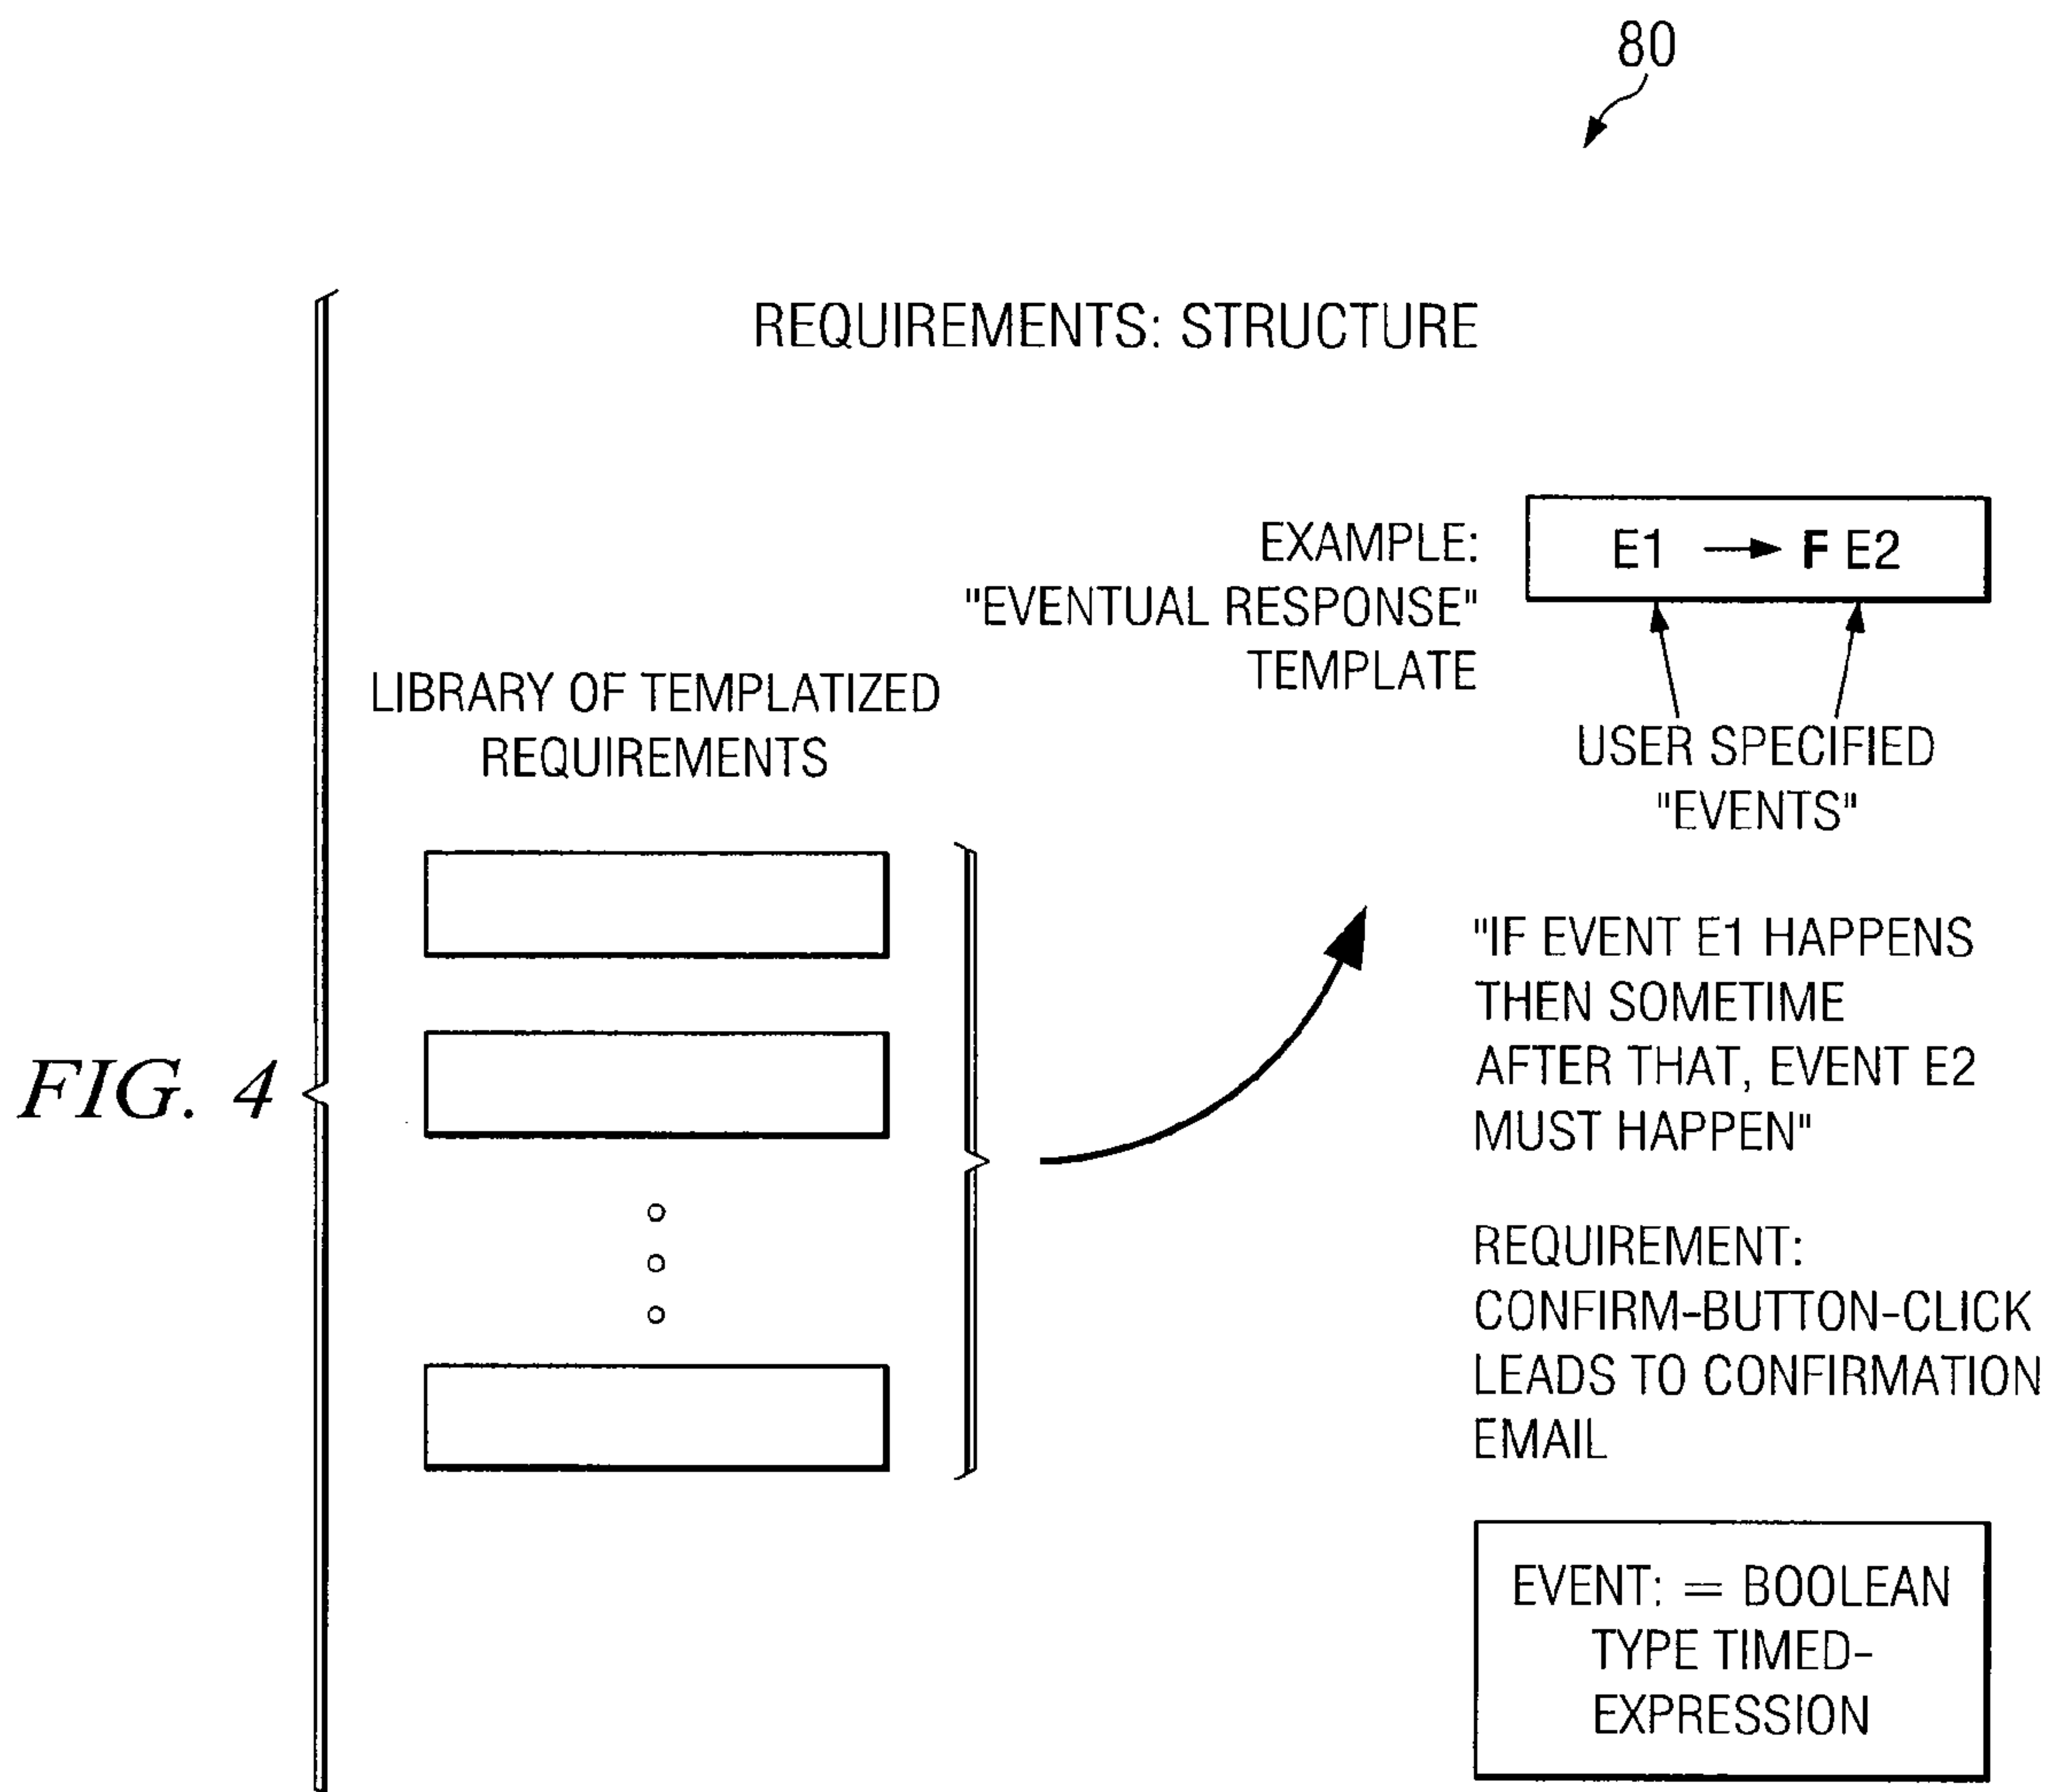 80
REQUIREMENTS: STRUCTURE
EXAMPLE:
"EVENTUAL RESPONSE"
TEMPLATE
E1 → F E2
USER SPECIFIED
"EVENTS"
LIBRARY OF TEMPLATIZED
REQUIREMENTS
"IF EVENT E1 HAPPENS
THEN SOMETIME
AFTER THAT, EVENT E2
MUST HAPPEN"
FIG. 4
REQUIREMENT:
CONFIRM-BUTTON-CLICK
LEADS TO CONFIRMATION
EMAIL
EVENT: = BOOLEAN
TYPE TIMED-
EXPRESSION